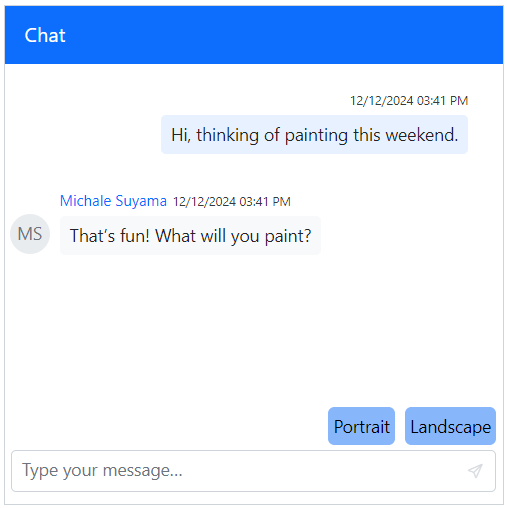 Chat
12/12/2024 03:41 PM
Hi, thinking of painting this weekend.
Michale Suyama 12/12/2024 03:41 PM
MS
That's fun! What will you paint?
Portrait Landscape
Type your message...